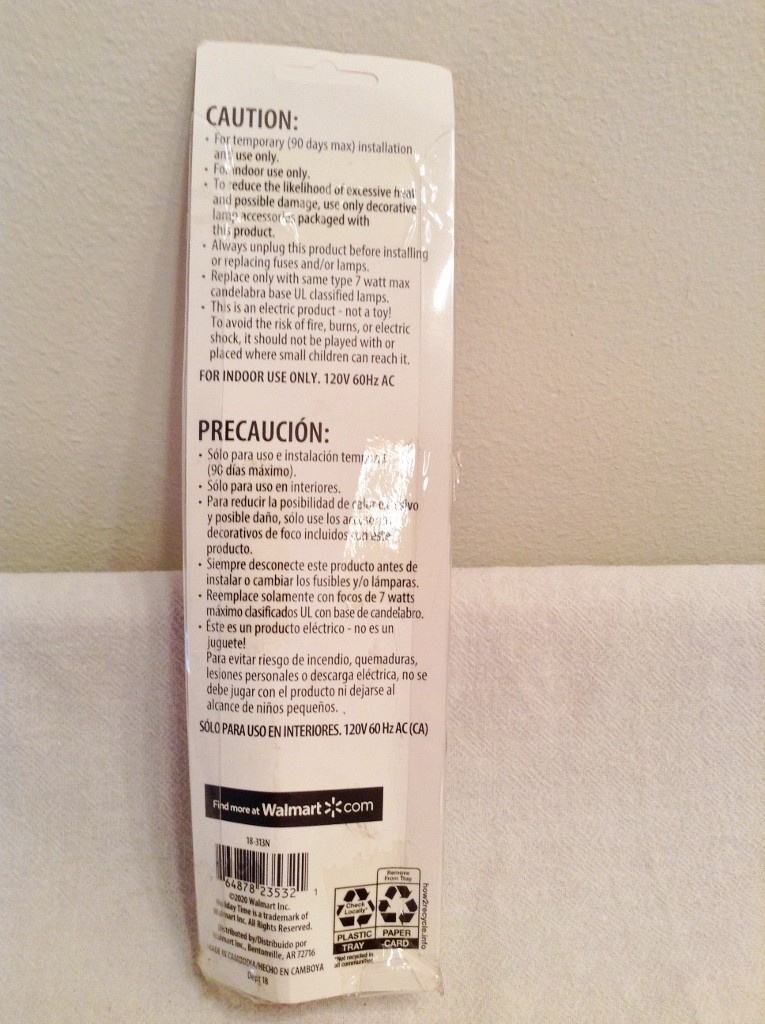 CAUTION:
• For temporary (90 days max) installation
and use only.
• For indoor use only.
• To reduce the likelihood of excessive heat
and possible damage, use only decorative
lamp accessories packaged with
this product.
• Always unplug this product before installing
or replacing fuses and/or lamps.
• Replace only with same type 7 watt max
candelabra base UL classified lamps.
• This is an electric product - not a toy!
To avoid the risk of fire, burns, or electric
shock, it should not be played with or
placed where small children can reach it.
FOR INDOOR USE ONLY. 120V 60Hz AC
PRECAUCIÓN:
• Sólo para uso e instalación
(90 días máximo).
• Sólo para uso en interiores.
• Para reducir la posibilidad de calor
y posible daño, sólo use los
decorativos de foco incluidos con este
producto.
• Siempre desconecte este producto antes de
instalar o cambiar los fusibles y/o lámparas.
• Reemplace solamente con focos de 7 watts
máximo clasificados UL con base de candelabro.
• Éste es un producto eléctrico - no es un
juguete!
Para evitar riesgo de incendio, quemaduras,
lesiones personales o descarga eléctrica, no se
debe jugar con el producto ni dejarse al
alcance de niños pequeños.
SÓLO PARA USO EN INTERIORES. 120V 60 Hz AC (CA)
Find more at Walmart.com
18-313N
64878 23532 1
©2020 Walmart Inc.
Holiday Time is a trademark of
Walmart Inc. All Rights Reserved.
Distributed by/Distribuido por
Walmart Inc., Bentonville, AR 72716
MADE IN CAMBODIA/HECHO EN CAMBOYA
Dept 18
Check
Locally*
PLASTIC
TRAY
*Not recycled in
all communities
Remove
From Tray
PAPER
CARD
how2recycle.info